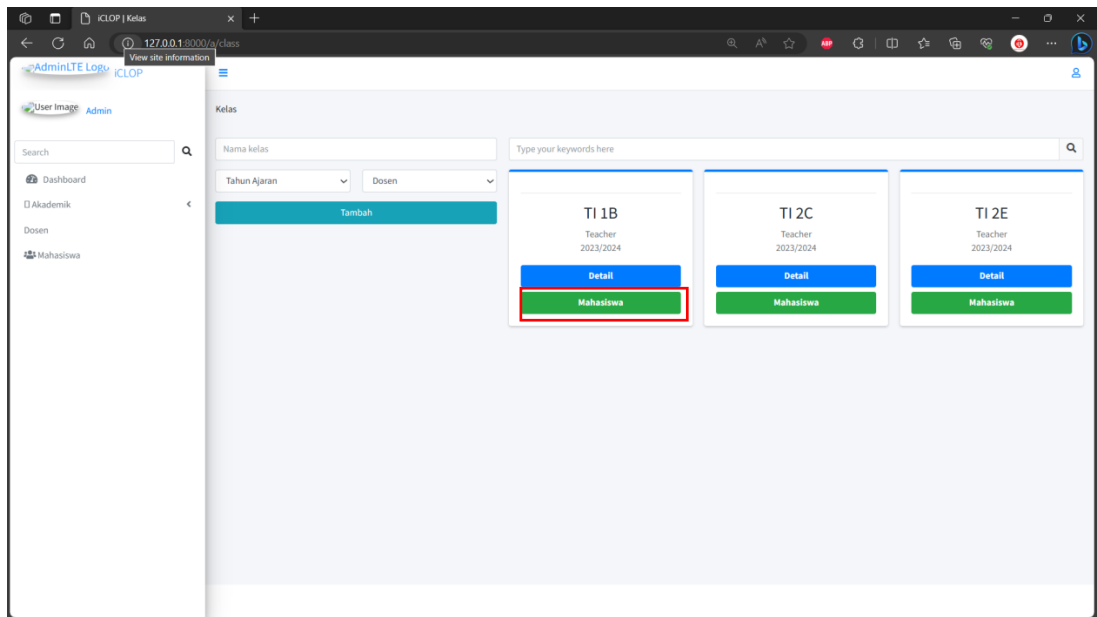 iCLOP | Kelas
127.0.0.1:8000/a/class
View site information
AdminLTE Logo iCLOP
User Image Admin
Kelas
Search
Nama kelas
Type your keywords here
Dashboard
Tahun Ajaran Dosen
Akademik
Tambah
Dosen
Mahasiswa
TI 1B
Teacher
2023/2024
Detail
Mahasiswa
TI 2C
Teacher
2023/2024
Detail
Mahasiswa
TI 2E
Teacher
2023/2024
Detail
Mahasiswa
ABP